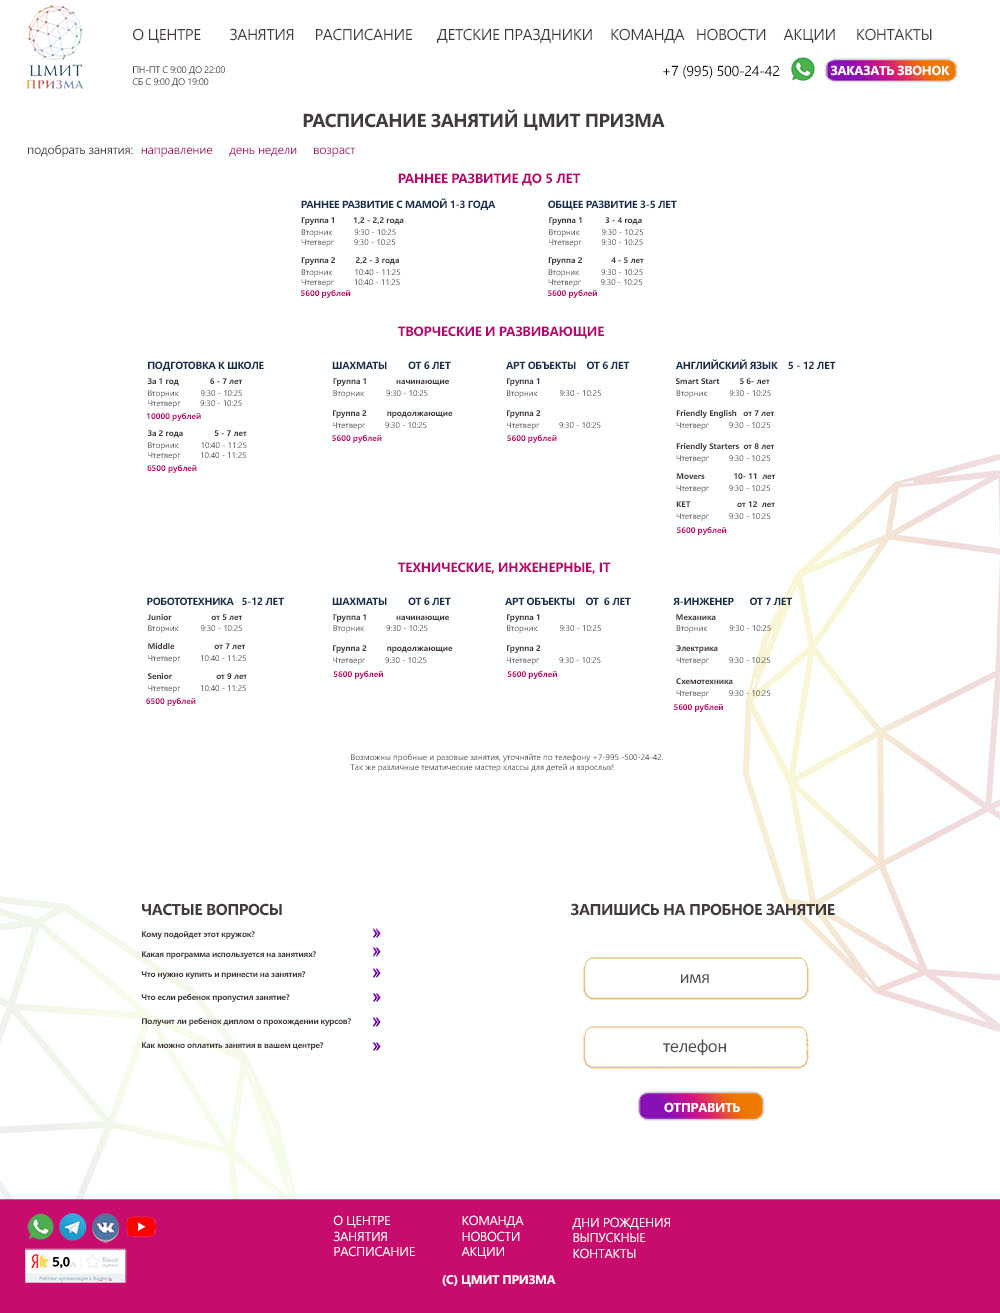 О ЦЕНТРЕ ЗАНЯТИЯ РАСПИСАНИЕ ДЕТСКИЕ ПРАЗДНИКИ КОМАНДА НОВОСТИ АКЦИИ КОНТАКТЫ
ЦМИТ
ПРИЗМА
ПН-ПТ С 9:00 ДО 22:00
СБ С 9:00 ДО 19:00
+7 (995) 500-24-42 ЗАКАЗАТЬ ЗВОНОК
РАСПИСАНИЕ ЗАНЯТИЙ ЦМИТ ПРИЗМА
подобрать занятия: направление день недели возраст
РАННЕЕ РАЗВИТИЕ ДО 5 ЛЕТ
РАННЕЕ РАЗВИТИЕ С МАМОЙ 1-3 ГОДА
Группа 1 1,2 - 2,2 года
Вторник 9:30 - 10:25
Чтетверг 9:30 - 10:25
Группа 2 2,2 - 3 года
Вторник 10:40 - 11:25
Чтетверг 10:40 - 11:25
5600 рублей
ОБЩЕЕ РАЗВИТИЕ 3-5 ЛЕТ
Группа 1 3 - 4 года
Вторник 9:30 - 10:25
Чтетверг 9:30 - 10:25
Группа 2 4 - 5 лет
Вторник 9:30 - 10:25
Чтетверг 9:30 - 10:25
5600 рублей
ТВОРЧЕСКИЕ И РАЗВИВАЮЩИЕ
ПОДГОТОВКА К ШКОЛЕ
За 1 год 6 - 7 лет
Вторник 9:30 - 10:25
Чтетверг 9:30 - 10:25
10000 рублей
За 2 года 5 - 7 лет
Вторник 10:40 - 11:25
Чтетверг 10:40 - 11:25
6500 рублей
ШАХМАТЫ ОТ 6 ЛЕТ
Группа 1 начинающие
Вторник 9:30 - 10:25
Группа 2 продолжающие
Чтетверг 9:30 - 10:25
5600 рублей
АРТ ОБЪЕКТЫ ОТ 6 ЛЕТ
Группа 1
Вторник 9:30 - 10:25
Группа 2
Чтетверг 9:30 - 10:25
5600 рублей
АНГЛИЙСКИЙ ЯЗЫК 5 - 12 ЛЕТ
Smart Start 5 6- лет
Вторник 9:30 - 10:25
Friendly English от 7 лет
Чтетверг 9:30 - 10:25
Friendly Starters от 8 лет
Чтетверг 9:30 - 10:25
Movers 10- 11 лет
Чтетверг 9:30 - 10:25
KET от 12 лет
Чтетверг 9:30 - 10:25
5600 рублей
ТЕХНИЧЕСКИЕ, ИНЖЕНЕРНЫЕ, IT
РОБОТОТЕХНИКА 5-12 ЛЕТ
Junior от 5 лет
Вторник 9:30 - 10:25
Middle от 7 лет
Чтетверг 10:40 - 11:25
Senior от 9 лет
Чтетверг 10:40 - 11:25
6500 рублей
ШАХМАТЫ ОТ 6 ЛЕТ
Группа 1 начинающие
Вторник 9:30 - 10:25
Группа 2 продолжающие
Чтетверг 9:30 - 10:25
5600 рублей
АРТ ОБЪЕКТЫ ОТ 6 ЛЕТ
Группа 1
Вторник 9:30 - 10:25
Группа 2
Чтетверг 9:30 - 10:25
5600 рублей
Я-ИНЖЕНЕР ОТ 7 ЛЕТ
Механика
Вторник 9:30 - 10:25
Электрика
Чтетверг 9:30 - 10:25
Схемотехника
Чтетверг 9:30 - 10:25
5600 рублей
Возможны пробные и разовые занятия, уточняйте по телефону +7-995 -500-24-42.
Так же различные тематические мастер классы для детей и взрослых!
ЧАСТЫЕ ВОПРОСЫ
Кому подойдет этот кружок?
Какая программа используется на занятиях?
Что нужно купить и принести на занятия?
Что если ребенок пропустил занятие?
Получит ли ребенок диплом о прохождении курсов?
Как можно оплатить занятия в вашем центре?
ЗАПИШИСЬ НА ПРОБНОЕ ЗАНЯТИЕ
имя
телефон
ОТПРАВИТЬ
Я 5,0 Ваша оценка
Рейтинг организации в Яндексе
О ЦЕНТРЕ
ЗАНЯТИЯ
РАСПИСАНИЕ
КОМАНДА
НОВОСТИ
АКЦИИ
ДНИ РОЖДЕНИЯ
ВЫПУСКНЫЕ
КОНТАКТЫ
(С) ЦМИТ ПРИЗМА